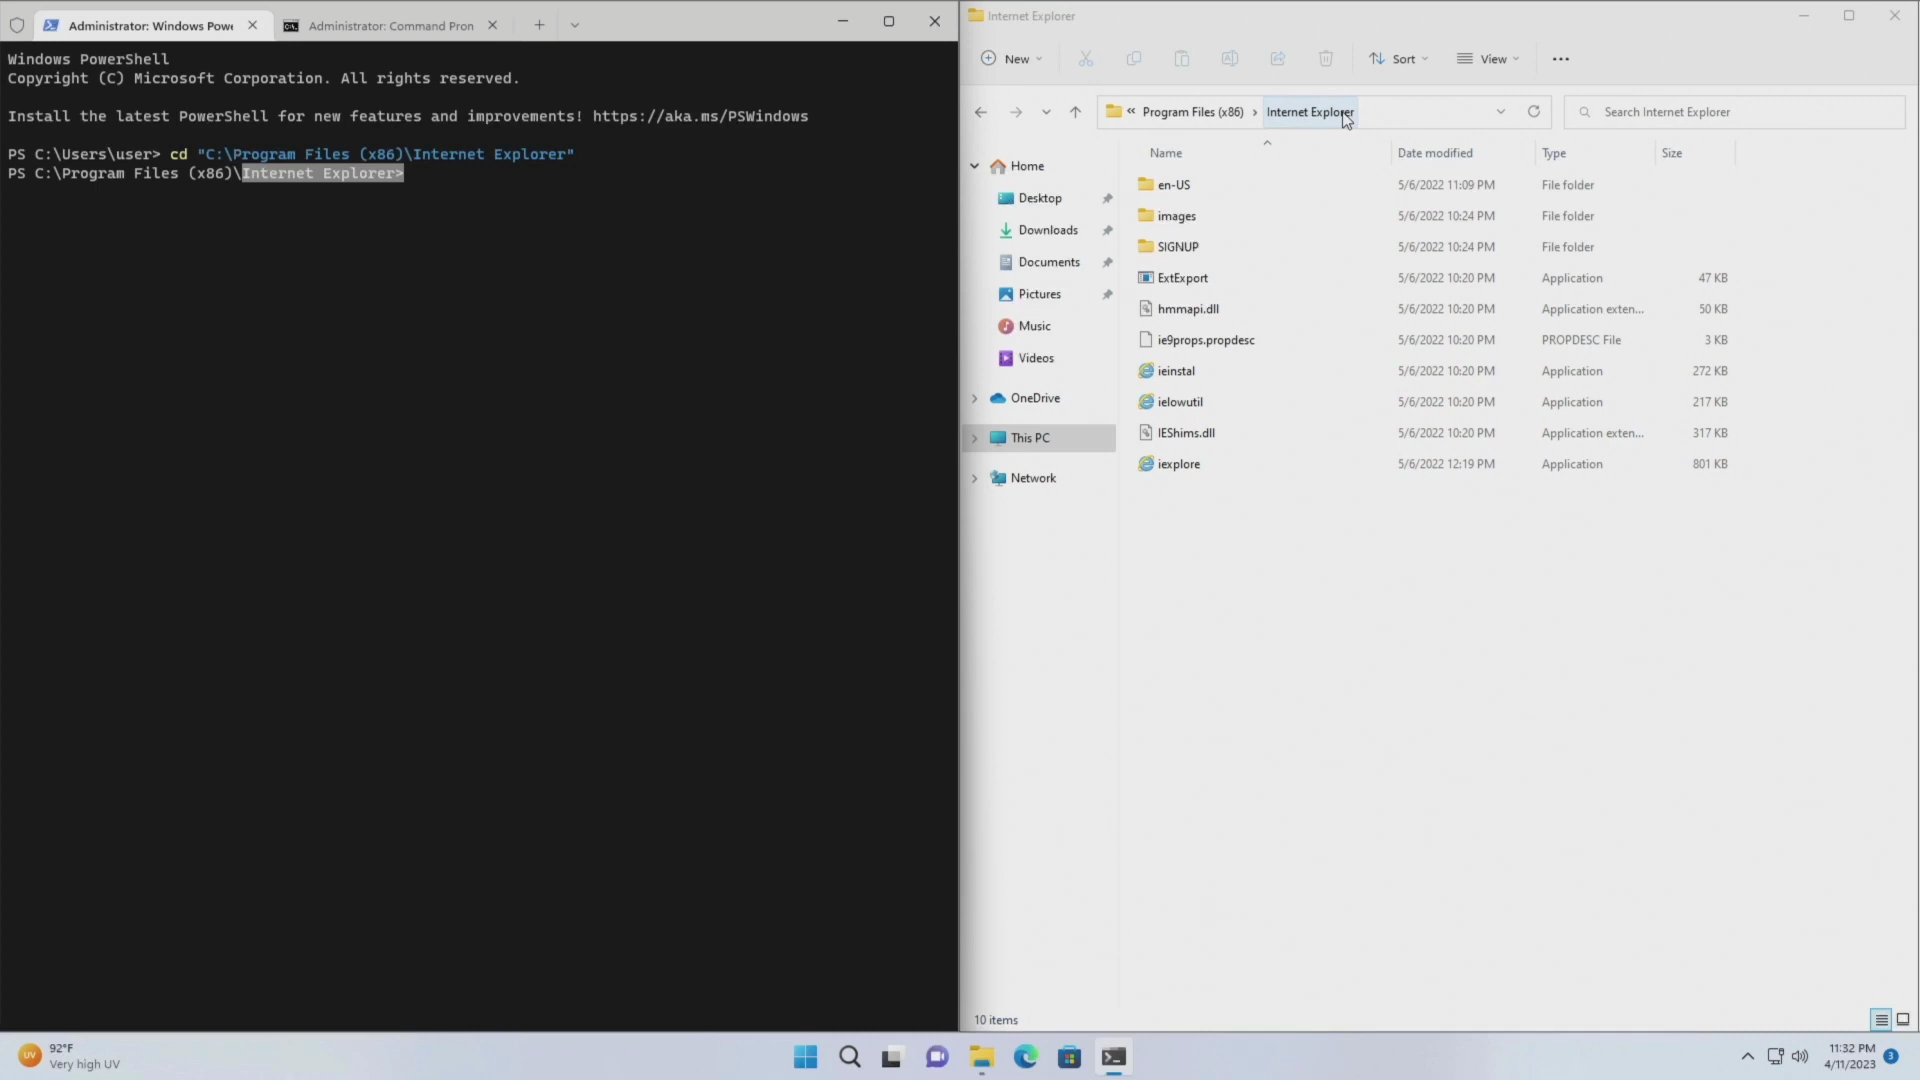 Administrator: Windows Powe
Administrator: Command Pron
Windows PowerShell
Copyright (C) Microsoft Corporation. All rights reserved.
Install the latest PowerShell for new features and improvements! https://aka.ms/PSWindows
PS C:\Users\user> cd "C:\Program Files (x86)\Internet Explorer"
PS C:\Program Files (x86)\Internet Explorer>
Internet Explorer
New
Sort
View
« Program Files (x86) > Internet Explorer
Search Internet Explorer
Home
Desktop
Downloads
Documents
Pictures
Music
Videos
OneDrive
This PC
Network
Name Date modified Type Size
en-US 5/6/2022 11:09 PM File folder
images 5/6/2022 10:24 PM File folder
SIGNUP 5/6/2022 10:24 PM File folder
ExtExport 5/6/2022 10:20 PM Application 47 KB
hmmapi.dll 5/6/2022 10:20 PM Application exten... 50 KB
ie9props.propdesc 5/6/2022 10:20 PM PROPDESC File 3 KB
ieinstal 5/6/2022 10:20 PM Application 272 KB
ielowutil 5/6/2022 10:20 PM Application 217 KB
IEShims.dll 5/6/2022 10:20 PM Application exten... 317 KB
iexplore 5/6/2022 12:19 PM Application 801 KB
10 items
UV
92°F
Very high UV
11:32 PM
4/11/2023
3